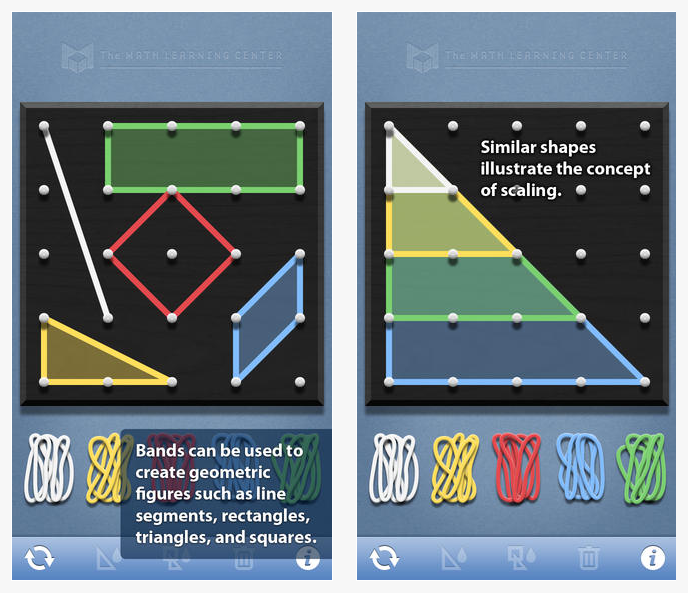 The MATH LEARNING CENTER
Bands can be used to
create geometric
figures such as line
segments, rectangles,
triangles, and squares.
The MATH LEARNING CENTER
Similar shapes
illustrate the concept
of scaling.